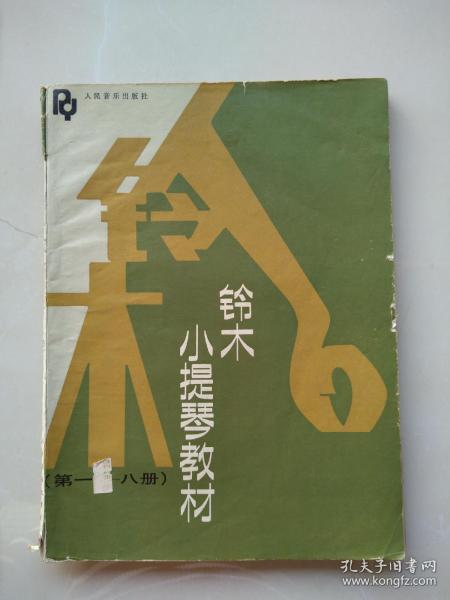 人民音乐出版社
铃木
小提琴教材
（第一—八册）
孔夫子旧书网
www.kongfz.com